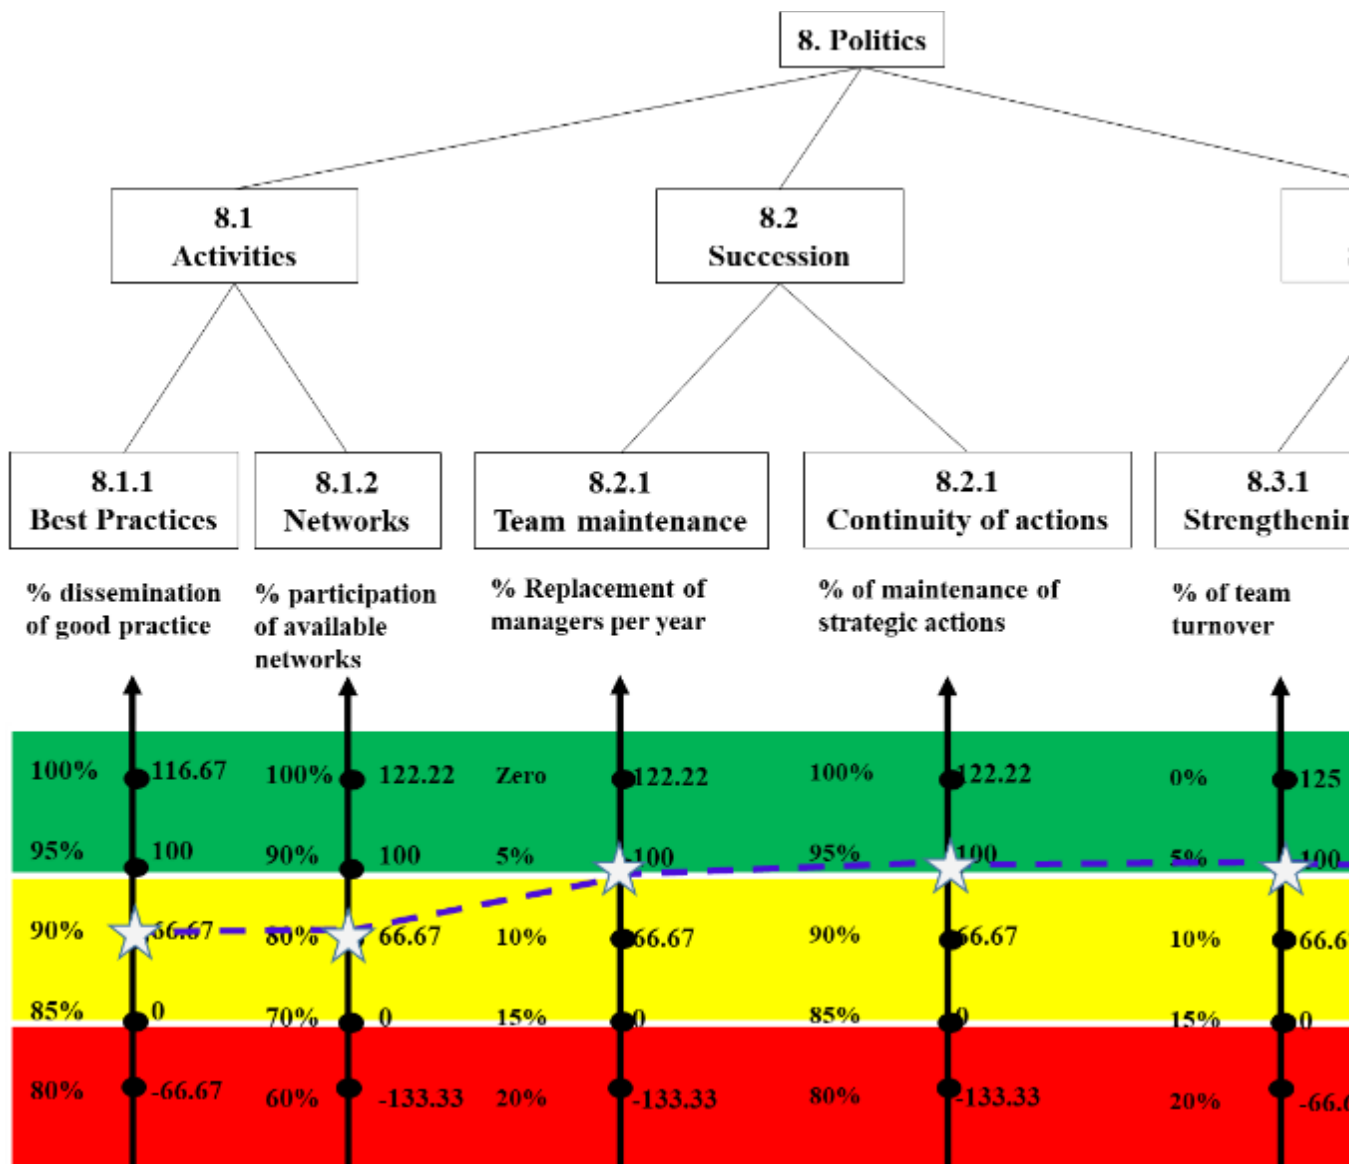 8. Politics
8.1
Activities
8.2
Succession
8.1.1
Best Practices
8.1.2
Networks
8.2.1
Team maintenance
8.2.1
Continuity of actions
8.3.1
% dissemination
of good practice
% participation
of available
networks
% Replacement of
managers per year
% of maintenance of
strategic actions
% of team
turnover
100% 116.67 100% 122.22 Zero 122.22 100% 122.22 0% 125
95% 100 90% 100 5% 100 95% 100 5% 100
90% 66.67 80% 66.67 10% 66.67 90% 66.67 10%
85% 0 70% 0 15% 0 85% 0 15% 0
80% -66.67 60% -133.33 20% -133.33 80% -133.33 20%